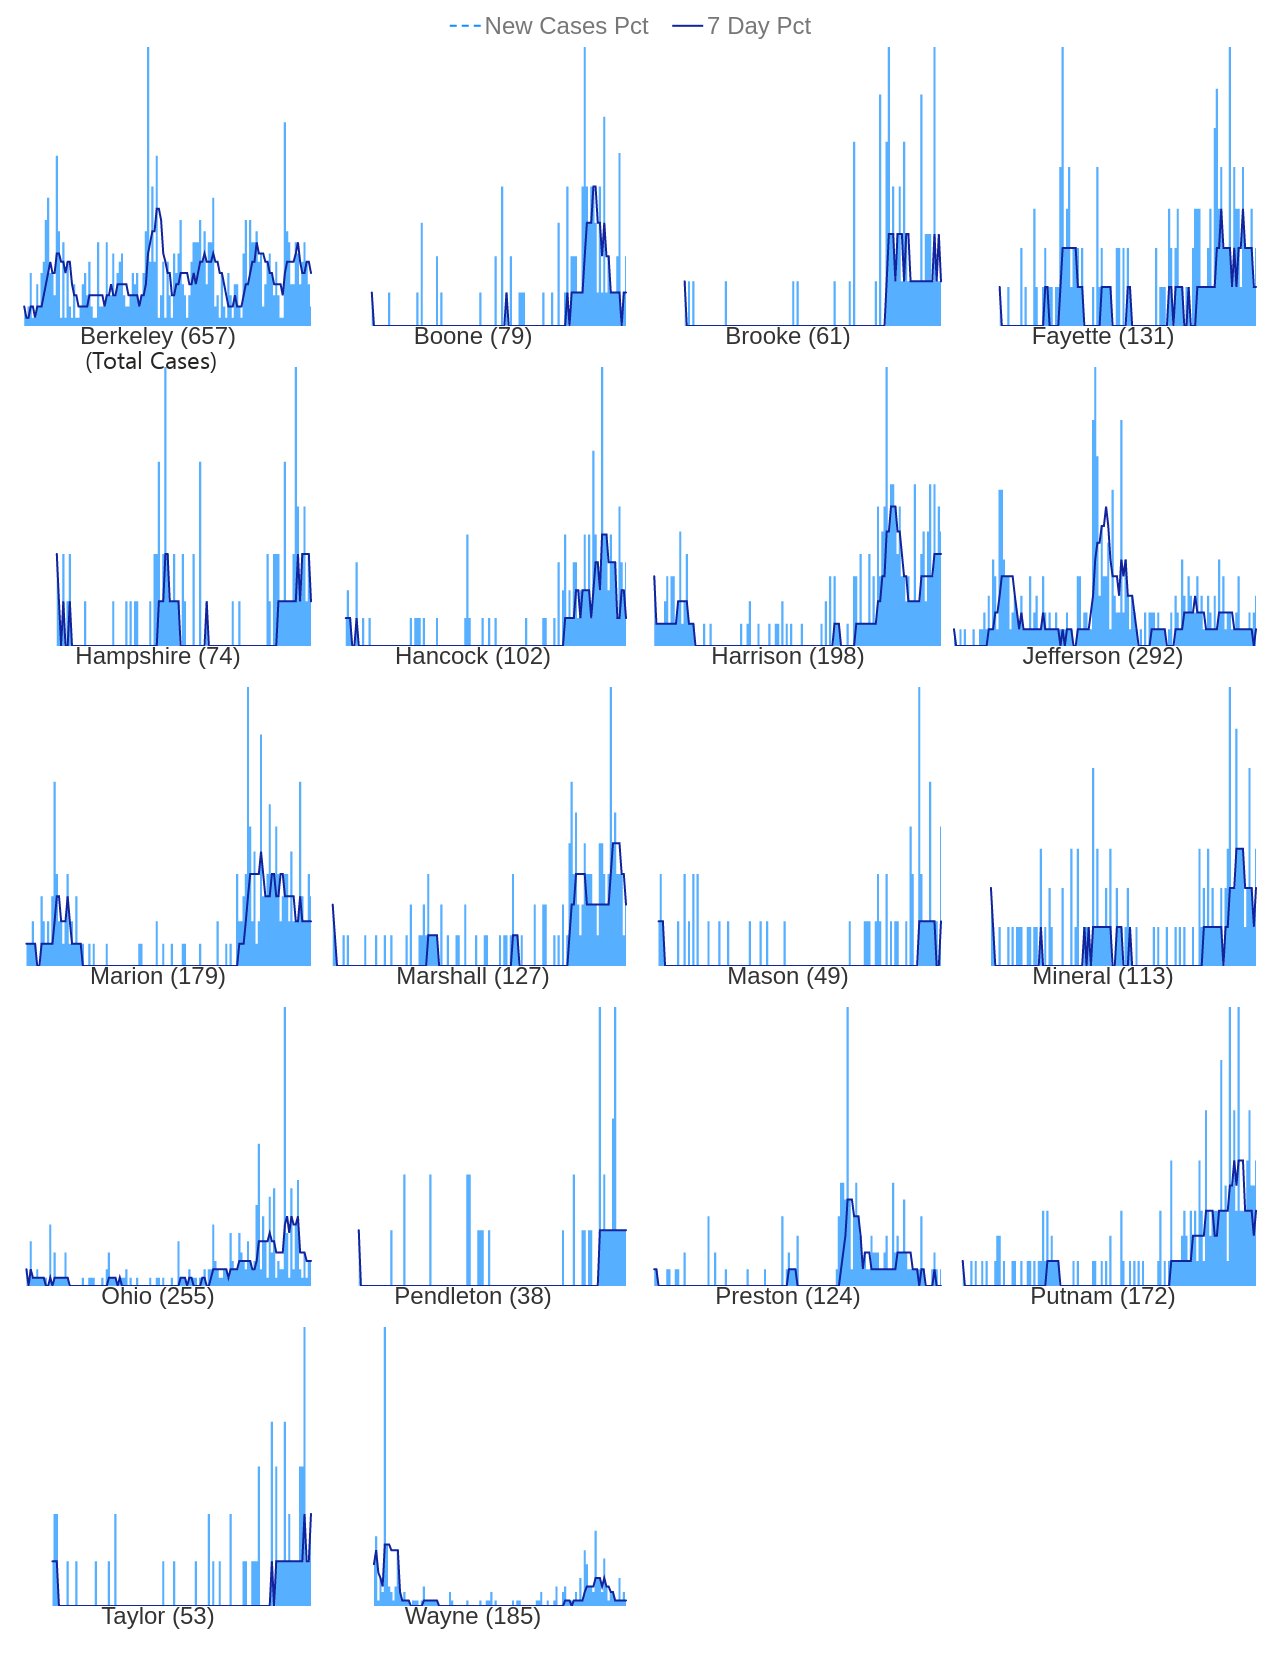 New Cases Pct 7 Day Pct
Berkeley (657) Boone (79) Brooke (61) Fayette (131)
(Total Cases)
Hampshire (74) Hancock (102) Harrison (198) Jefferson (292)
Marion (179) Marshall (127) Mason (49) Mineral (113)
Ohio (255) Pendleton (38) Preston (124) Putnam (172)
Taylor (53) Wayne (185)